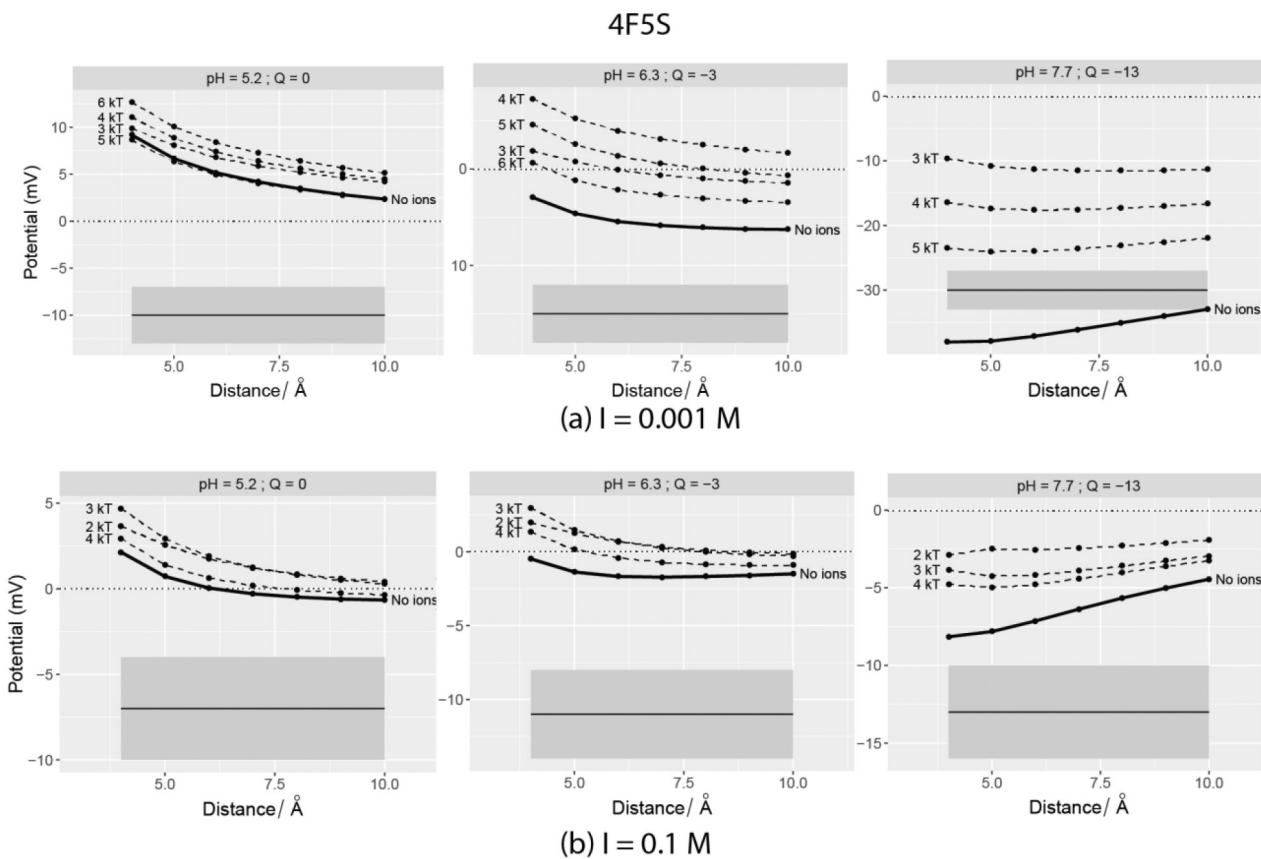 4F5S
pH = 5.2 ; Q = 0
pH = 6.3 ; Q = −3
pH = 7.7 ; Q = −13
Potential (mV)
10
5
0
−5
−10
6 kT
4 kT
3 kT
5 kT
No ions
5.0
7.5
10.0
Distance/ Å
0
10
4 kT
5 kT
3 kT
6 kT
No ions
5.0
7.5
10.0
Distance/ Å
0
−10
−20
−30
3 kT
4 kT
5 kT
No ions
5.0
7.5
10.0
Distance/ Å
(a) I = 0.001 M
pH = 5.2 ; Q = 0
pH = 6.3 ; Q = −3
pH = 7.7 ; Q = −13
Potential (mV)
5
0
−5
−10
3 kT
2 kT
4 kT
No ions
5.0
7.5
10.0
Distance/ Å
0
−10
3 kT
2 kT
4 kT
No ions
5.0
7.5
10.0
Distance/ Å
0
−5
−10
−15
2 kT
3 kT
4 kT
No ions
5.0
7.5
10.0
Distance/ Å
(b) I = 0.1 M